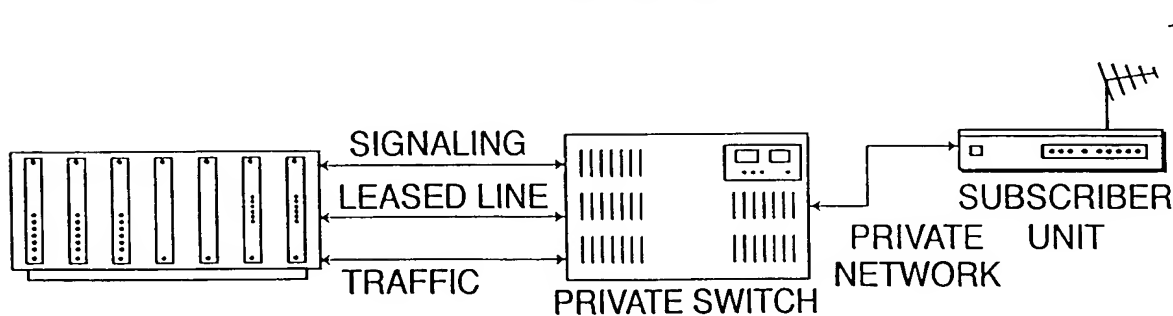 SIGNALING
LEASED LINE
TRAFFIC
PRIVATE SWITCH
PRIVATE
NETWORK
SUBSCRIBER
UNIT